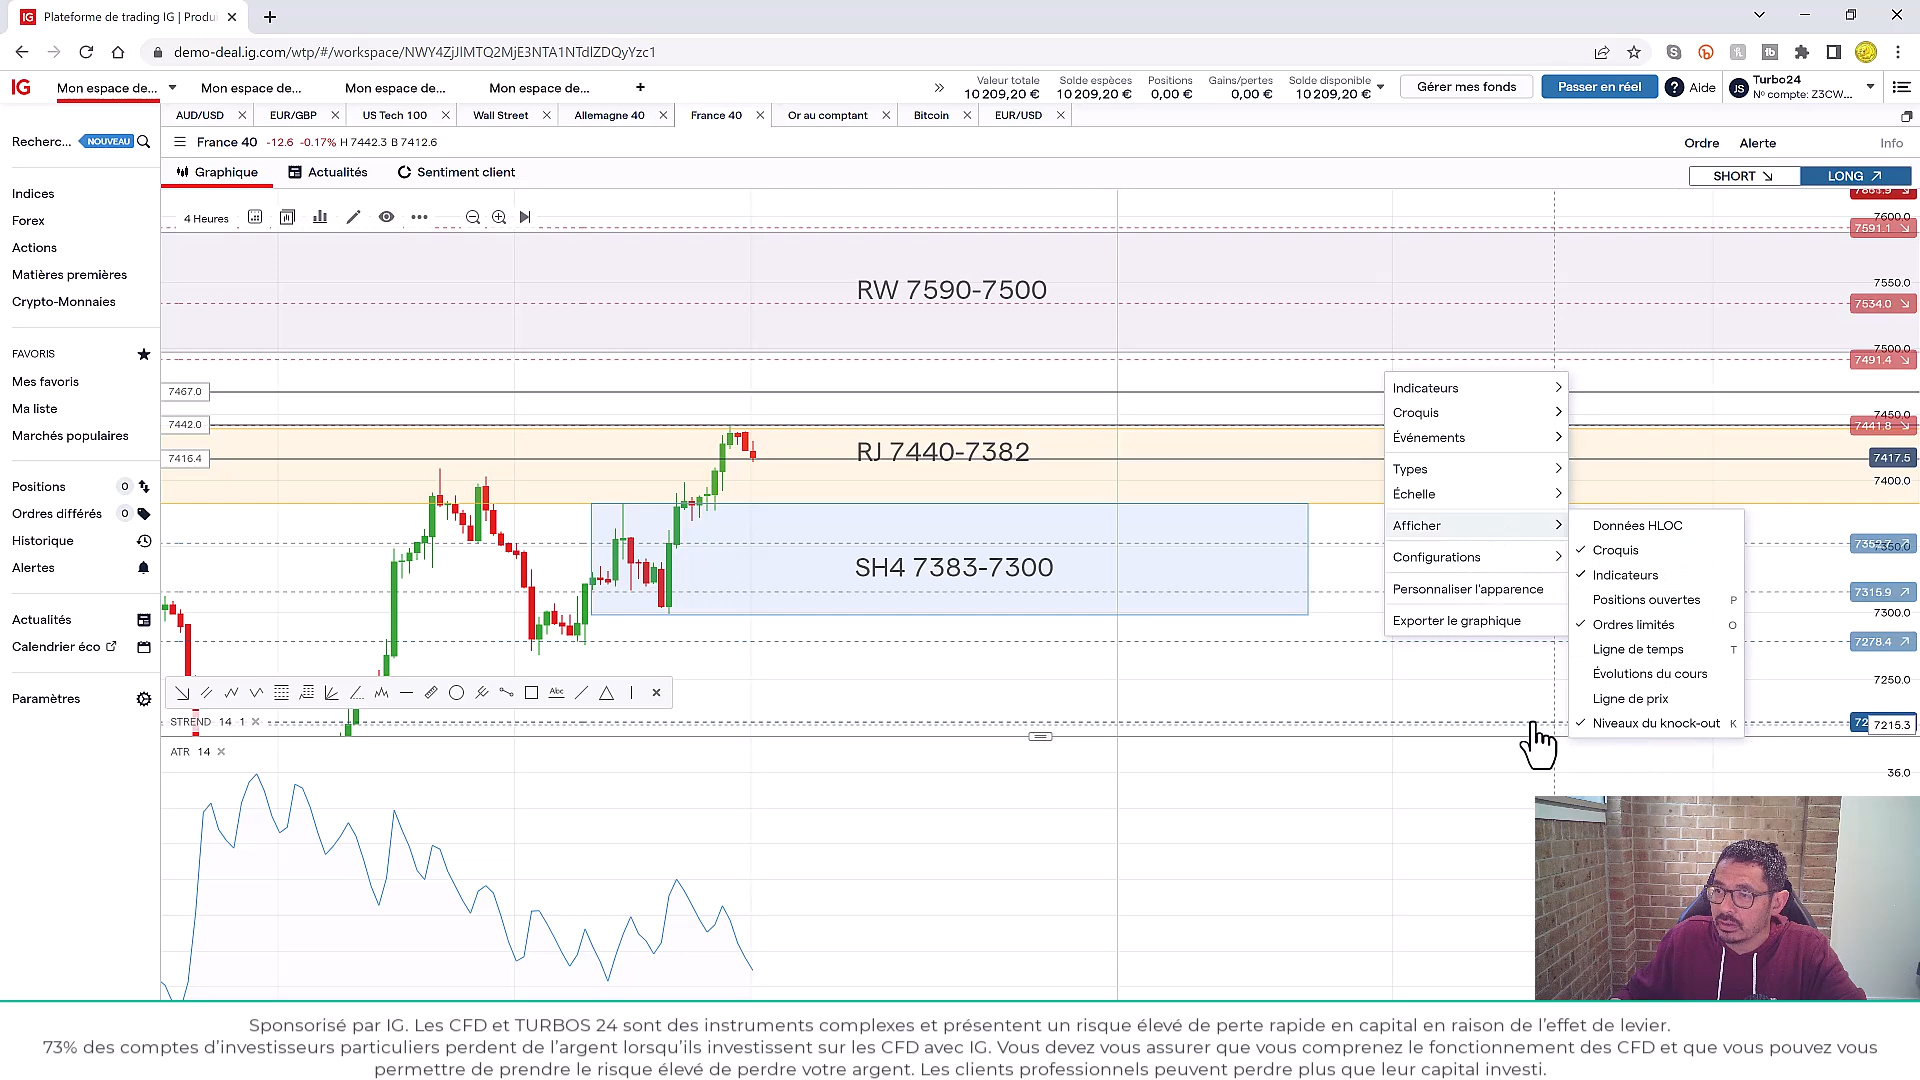 IG Plateforme de trading IG | Produi
demo-deal.ig.com/wtp/#/workspace/NWY4ZjJlMTQ2MjE3NTA1NTdlZDQyYzc1
IG Mon espace de... Mon espace de... Mon espace de... Mon espace de...
Valeur totale Solde espèces Positions Gains/pertes Solde disponible
10 209,20 € 10 209,20 € 0,00 € 0,00 € 10 209,20 €
Gérer mes fonds Passer en réel ? Aide JS Turbo24
Nº compte: Z3CW...
AUD/USD EUR/GBP US Tech 100 Wall Street Allemagne 40 France 40 Or au comptant Bitcoin EUR/USD
Recherc... NOUVEAU
France 40 -12.6 -0.17% H 7442.3 B 7412.6
Ordre Alerte Info
Graphique Actualités Sentiment client
SHORT LONG
Indices
Forex
Actions
Matières premières
Crypto-Monnaies
FAVORIS
Mes favoris
Ma liste
Marchés populaires
Positions 0
Ordres différés 0
Historique
Alertes
Actualités
Calendrier éco
Paramètres
4 Heures
RW 7590-7500
RJ 7440-7382
SH4 7383-7300
7467.0
7442.0
7416.4
7600.0
7591.1
7550.0
7534.0
7500.0
7491.4
7450.0
7441.8
7417.5
7400.0
7352.7
7350.0
7315.9
7300.0
7278.4
7250.0
7215.3
Indicateurs
Croquis
Événements
Types
Échelle
Afficher
Configurations
Personnaliser l'apparence
Exporter le graphique
Données HLOC
Croquis
Indicateurs
Positions ouvertes P
Ordres limités O
Ligne de temps T
Évolutions du cours
Ligne de prix
Niveaux du knock-out K
Abc
STREND 14 1
ATR 14
36.0
Sponsorisé par IG. Les CFD et TURBOS 24 sont des instruments complexes et présentent un risque élevé de perte rapide en capital en raison de l'effet de levier.
73% des comptes d'investisseurs particuliers perdent de l'argent lorsqu'ils investissent sur les CFD avec IG. Vous devez vous assurer que vous comprenez le fonctionnement des CFD et que vous pouvez vous
permettre de prendre le risque élevé de perdre votre argent. Les clients professionnels peuvent perdre plus que leur capital investi.